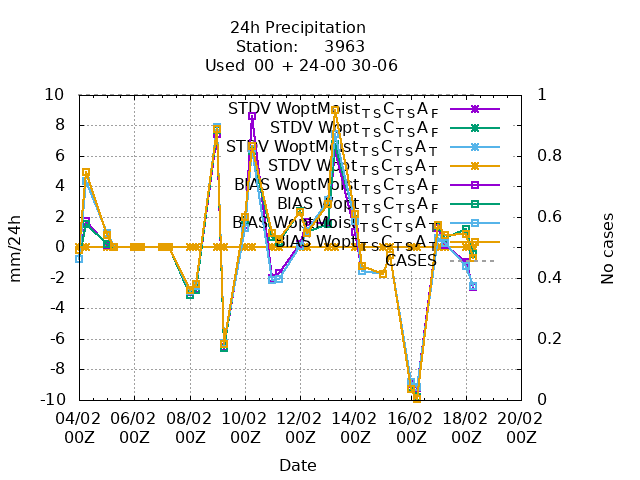 24h Precipitation
Station: 3963
Used 00 + 24-00 30-06
10
8
6
4
2
0
-2
-4
-6
-8
-10
mm/24h
STDV WoptMoist_TS C_TS A_F
STDV Wopt_TS C_TS A_F
STDV WoptMoist_TS C_TS A_T
STDV Wopt_TS C_TS A_T
BIAS WoptMoist_TS C_TS A_F
BIAS Wopt_TS C_TS A_F
BIAS WoptMoist_TS C_TS A_T
BIAS Wopt_TS C_TS A_T
CASES
1
0.8
0.6
0.4
0.2
0
No cases
04/02 06/02 08/02 10/02 12/02 14/02 16/02 18/02 20/02
00Z 00Z 00Z 00Z 00Z 00Z 00Z 00Z 00Z
Date